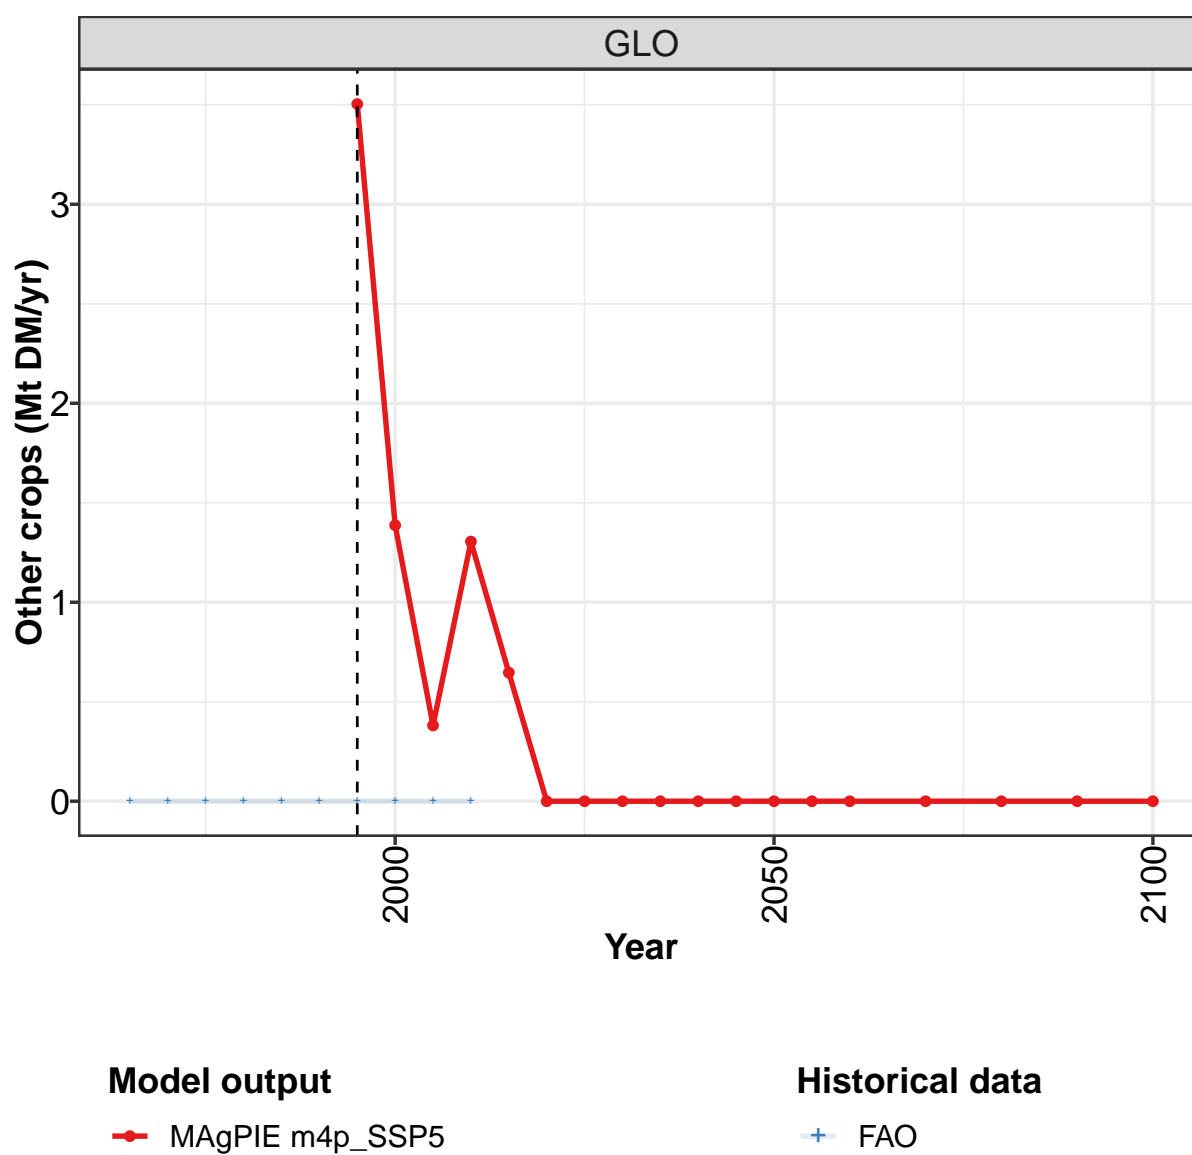 GLO
Other crops (Mt DM/yr)
3
2
1
0
2000
2050
2100
Year
Model output
Historical data
MAgPIE m4p_SSP5
FAO